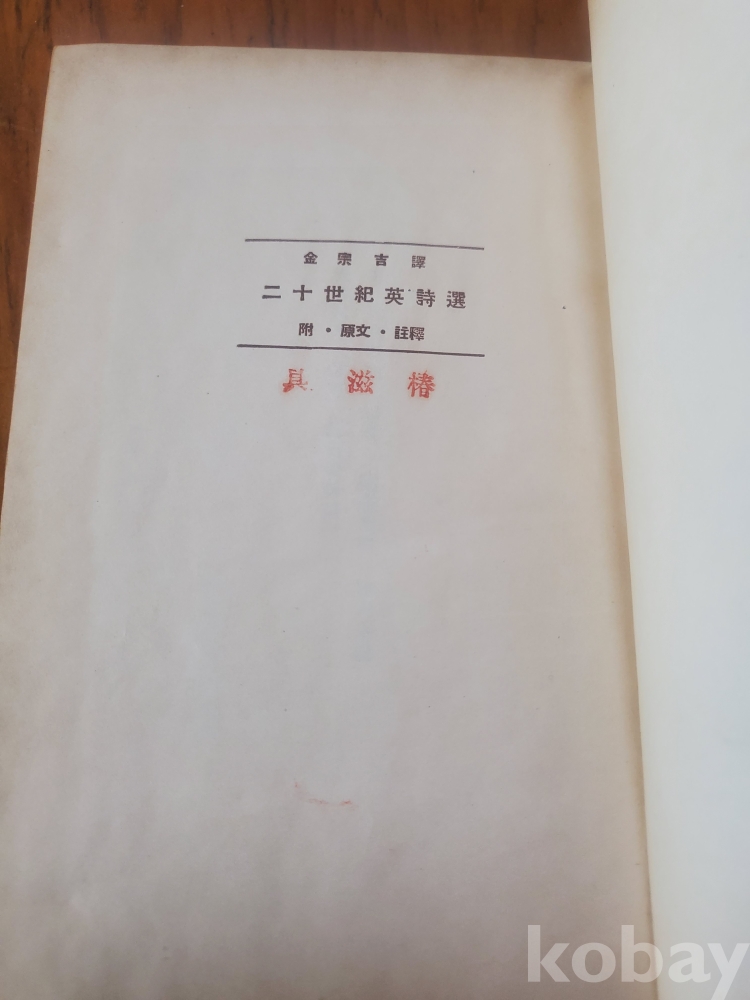 金宗吉譯
二十世紀英詩選
附・原文・註釋
具滋椿
kobay